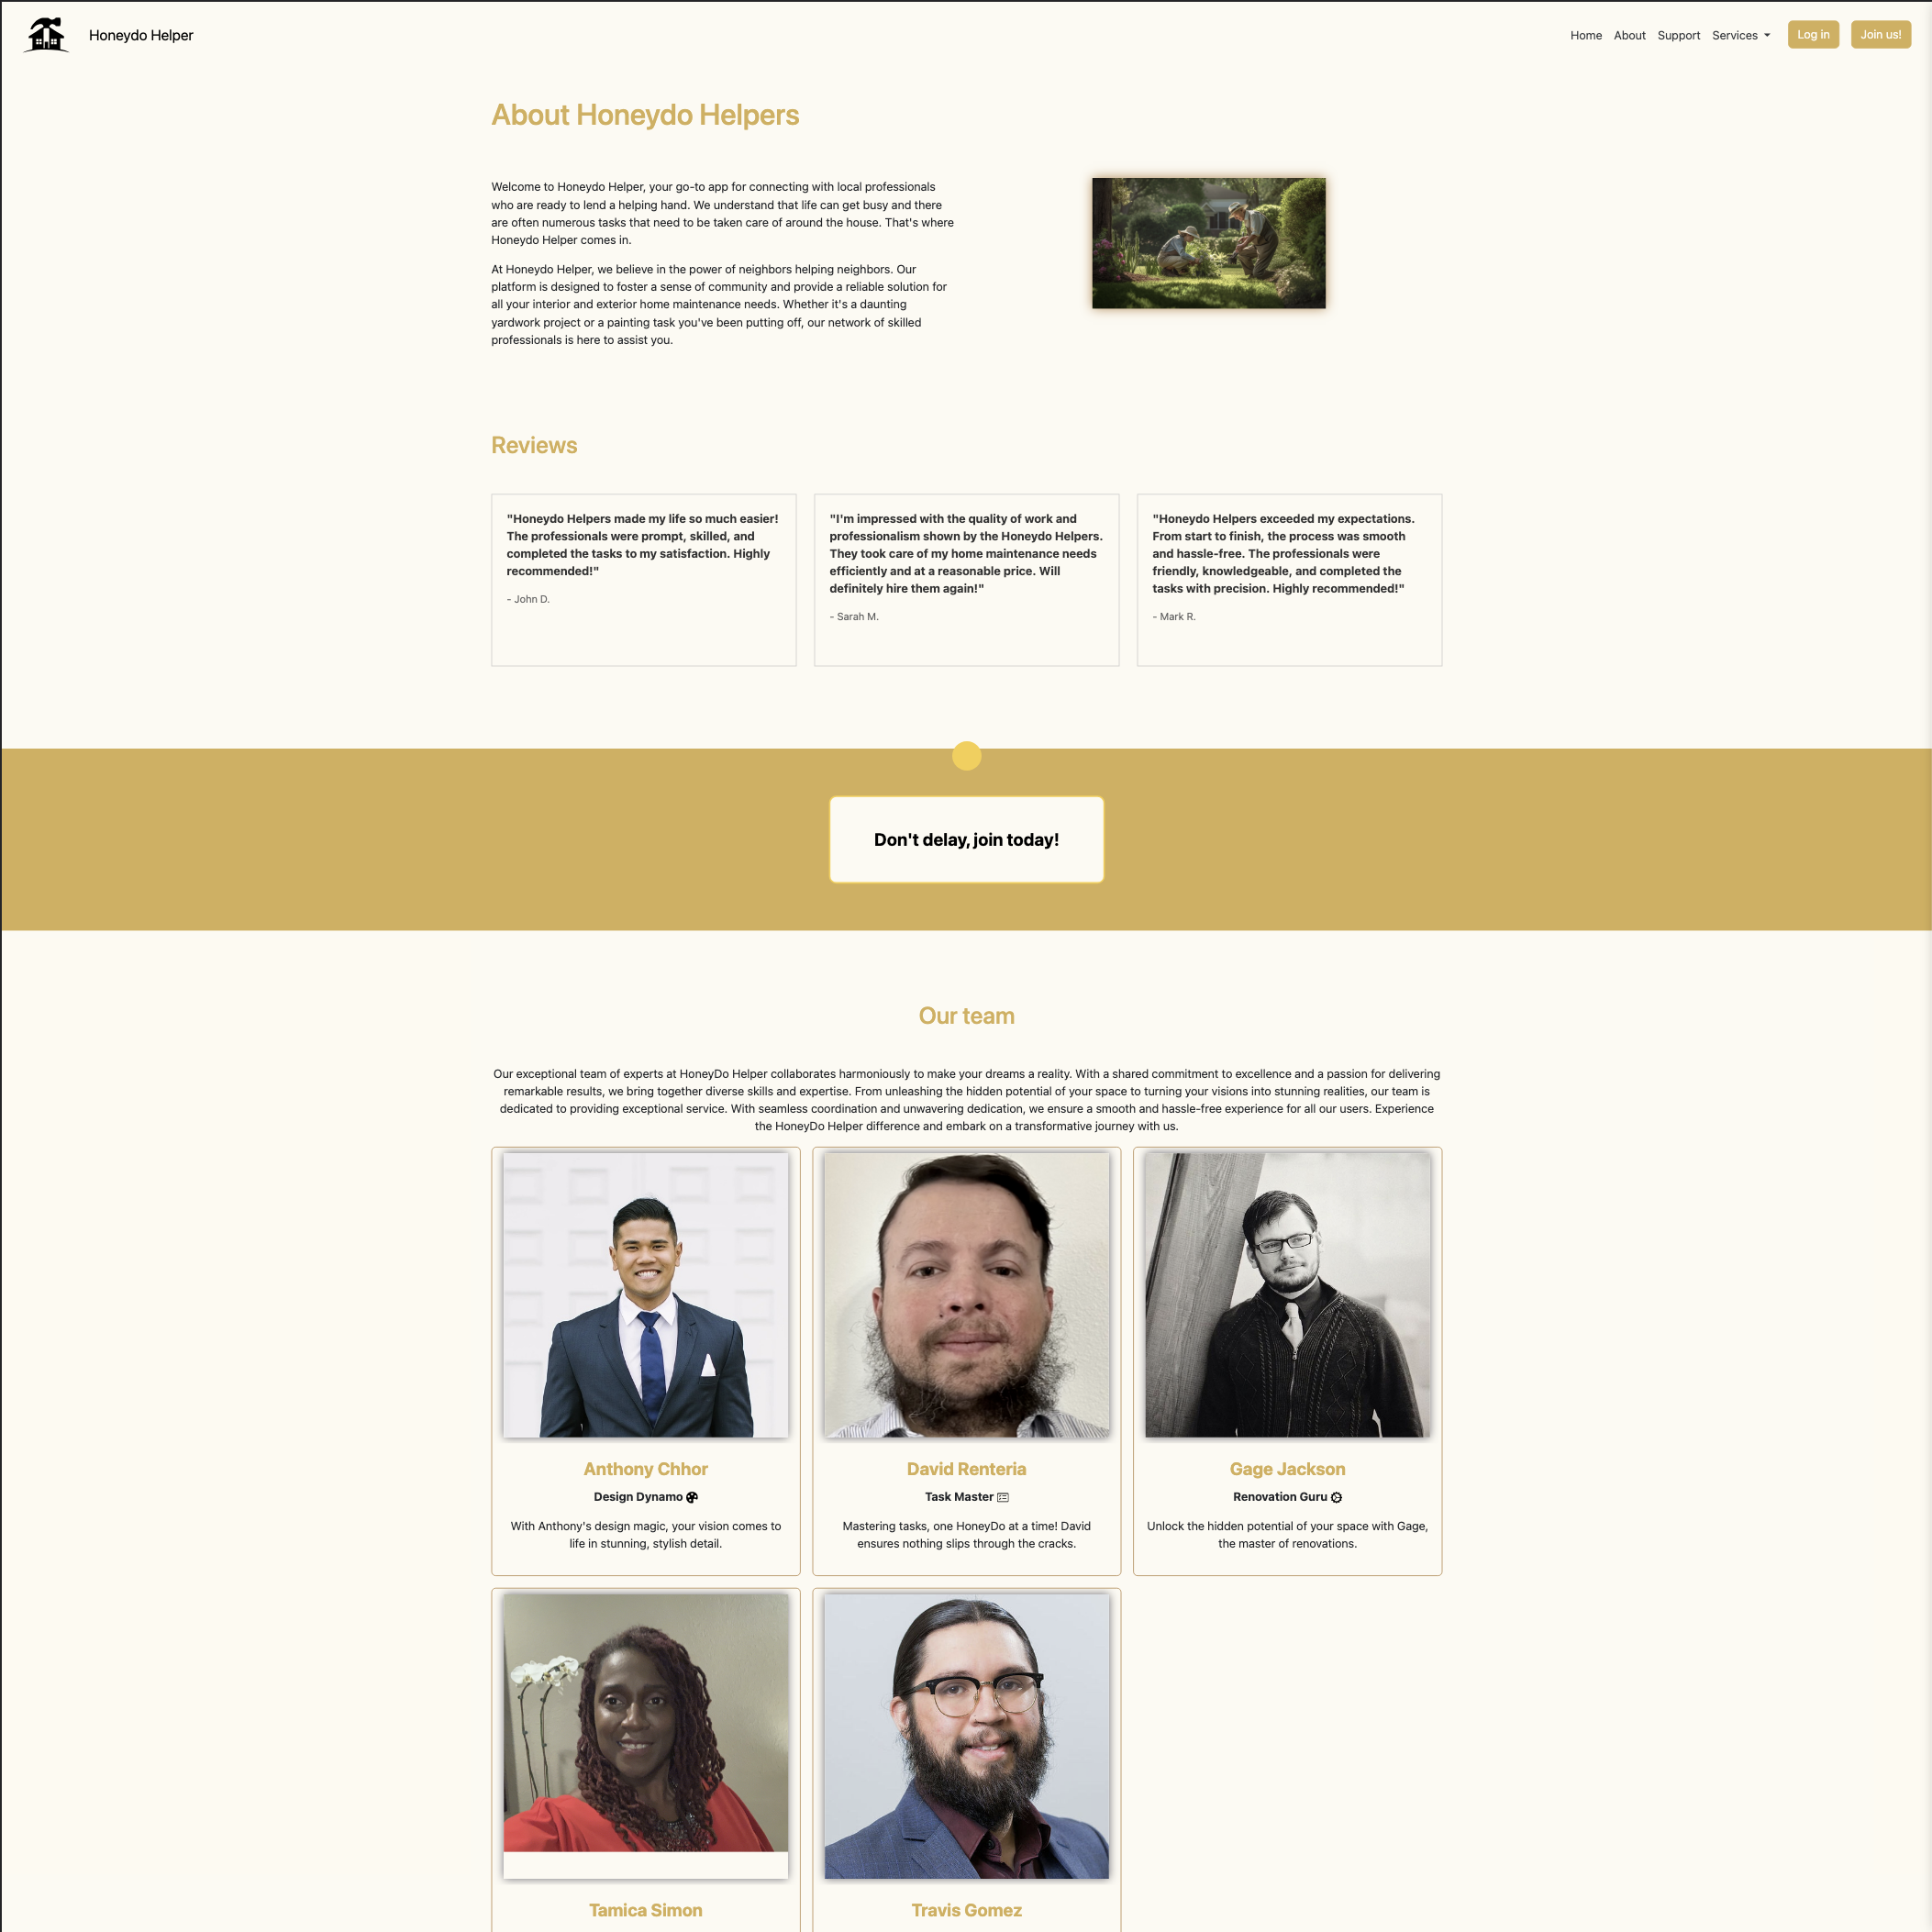 Honeydo Helper
Home About Support Services Log in Join us!
About Honeydo Helpers
Welcome to Honeydo Helper, your go-to app for connecting with local professionals
who are ready to lend a helping hand. We understand that life can get busy and there
are often numerous tasks that need to be taken care of around the house. That's where
Honeydo Helper comes in.
At Honeydo Helper, we believe in the power of neighbors helping neighbors. Our
platform is designed to foster a sense of community and provide a reliable solution for
all your interior and exterior home maintenance needs. Whether it's a daunting
yardwork project or a painting task you've been putting off, our network of skilled
professionals is here to assist you.
Reviews
"Honeydo Helpers made my life so much easier!
The professionals were prompt, skilled, and
completed the tasks to my satisfaction. Highly
recommended!"
- John D.
"I'm impressed with the quality of work and
professionalism shown by the Honeydo Helpers.
They took care of my home maintenance needs
efficiently and at a reasonable price. Will
definitely hire them again!"
- Sarah M.
"Honeydo Helpers exceeded my expectations.
From start to finish, the process was smooth
and hassle-free. The professionals were
friendly, knowledgeable, and completed the
tasks with precision. Highly recommended!"
- Mark R.
Don't delay, join today!
Our team
Our exceptional team of experts at HoneyDo Helper collaborates harmoniously to make your dreams a reality. With a shared commitment to excellence and a passion for delivering
remarkable results, we bring together diverse skills and expertise. From unleashing the hidden potential of your space to turning your visions into stunning realities, our team is
dedicated to providing exceptional service. With seamless coordination and unwavering dedication, we ensure a smooth and hassle-free experience for all our users. Experience
the HoneyDo Helper difference and embark on a transformative journey with us.
Anthony Chhor
Design Dynamo
With Anthony's design magic, your vision comes to
life in stunning, stylish detail.
David Renteria
Task Master
Mastering tasks, one HoneyDo at a time! David
ensures nothing slips through the cracks.
Gage Jackson
Renovation Guru
Unlock the hidden potential of your space with Gage,
the master of renovations.
Tamica Simon
Travis Gomez